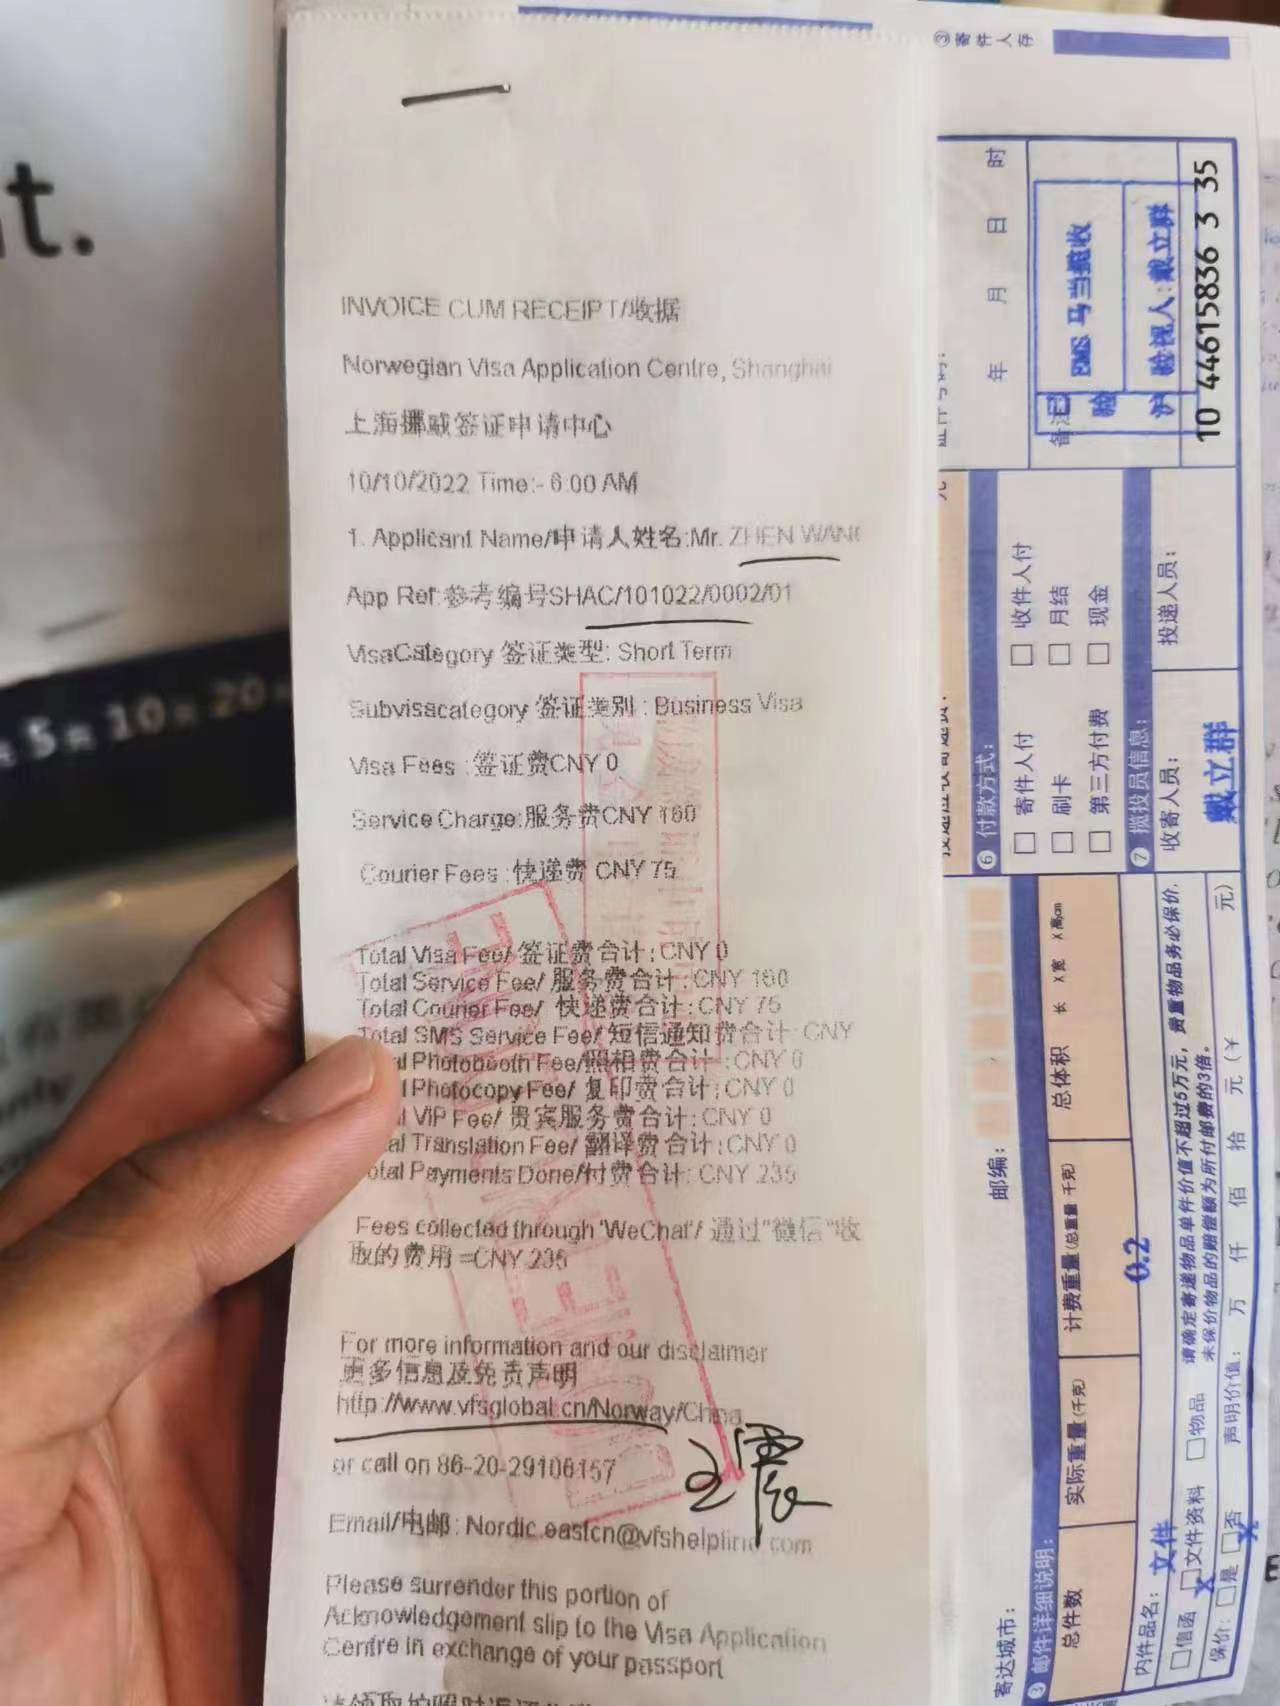 t.
5元 10元 20
INVOICE CUM RECEIPT/收据
Norwegian Visa Application Centre, Shanghai
上海挪威签证申请中心
10/10/2022 Time:- 6:00 AM
1. Applicant Name/申请人姓名:Mr. ZHEN WANG
App Ref:参考编号SHAC/101022/0002/01
VisaCategory 签证类型: Short Term
Subvisacategory 签证类别 : Business Visa
Visa Fees :签证费CNY 0
Service Charge:服务费CNY 160
Courier Fees :快递费 CNY 75
Total Visa Fee/ 签证费合计: CNY 0
Total Service Fee/ 服务费合计: CNY 160
Total Courier Fee/ 快递费合计: CNY 75
Total SMS Service Fee/ 短信通知费合计 CNY
al Photobooth Fee/照相费合计: CNY 0
l Photocopy Fee/ 复印费合计: CNY 0
l VIP Fee/ 贵宾服务费合计: CNY 0
al Translation Fee/ 翻译费合计: CNY 0
otal Payments Done/付费合计: CNY 235
Fees collected through 'WeChat'/ 通过"微信"收
取的费用 =CNY 235
For more information and our disclaimer
更多信息及免责声明
http://www.vfsglobal.cn/Norway/China
or call on 86-20-29106157
Email/电邮: Nordic.eastcn@vfshelpline.com
Please surrender this portion of
Acknowledgement slip to the Visa Application
Centre in exchange of your passport
王震
③寄件人存
年 月 日 时
备注
EMS 马当揽收
验视人:戴立群
已验
沪
10 44615836 3 35
⑥ 付款方式:
□寄件人付 □收件人付
□刷卡 □月结
□第三方付费 □现金
⑦ 揽投员信息:
收寄人员: 投递人员:
戴立群
邮编:
寄达城市:
③ 邮件详细说明:
总件数 实际重量(千克) 计费重量(总重量 千克) 总体积 长 X宽 X高cm
0.2
内件品名: 文件
□信函 □文件资料 □物品
请确定寄递物品单件价值不超过5万元,贵重物品务必保价,
未保价物品的赔偿额为所付邮费的3倍。
保价: □是 □否 声明价值: 万 仟 佰 拾 元(¥ 元)